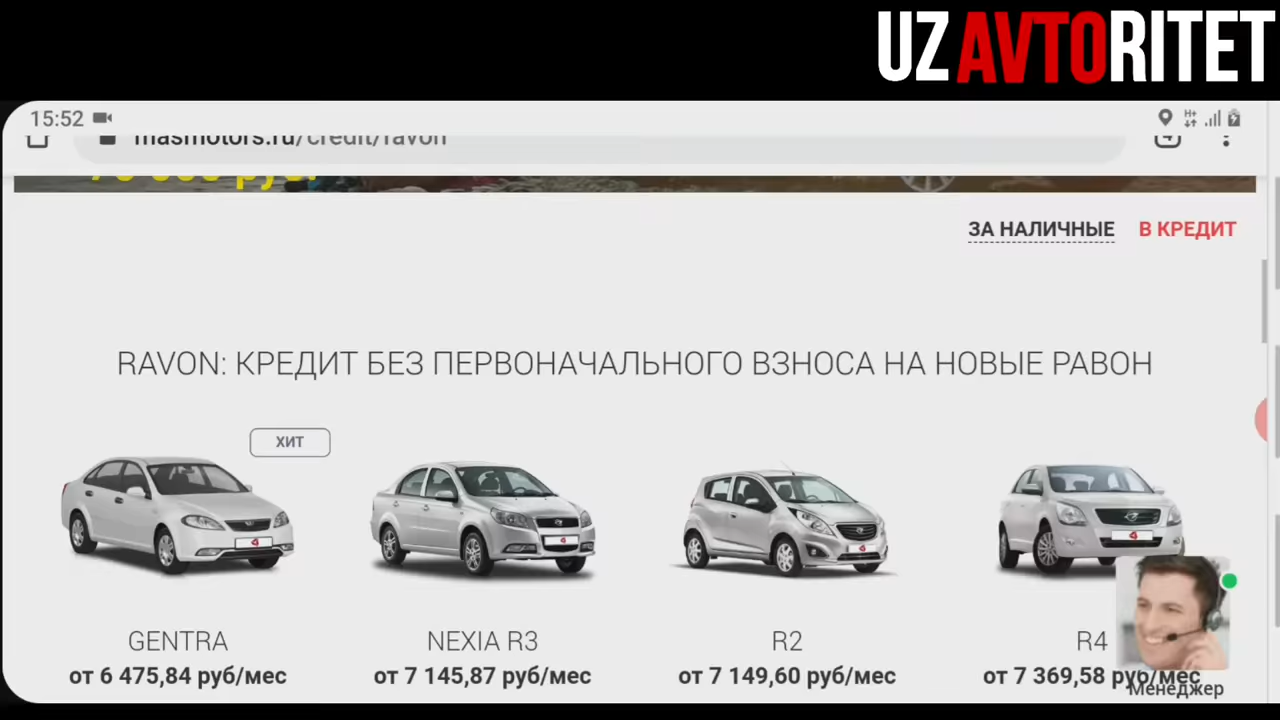 UZAVTORITET
15:52
masmotors.ru/credit/ravon
ЗА НАЛИЧНЫЕ В КРЕДИТ
RAVON: КРЕДИТ БЕЗ ПЕРВОНАЧАЛЬНОГО ВЗНОСА НА НОВЫЕ РАВОН
ХИТ
GENTRA NEXIA R3 R2 R4
от 6 475,84 руб/мес от 7 145,87 руб/мес от 7 149,60 руб/мес от 7 369,58 руб/мес
Менеджер